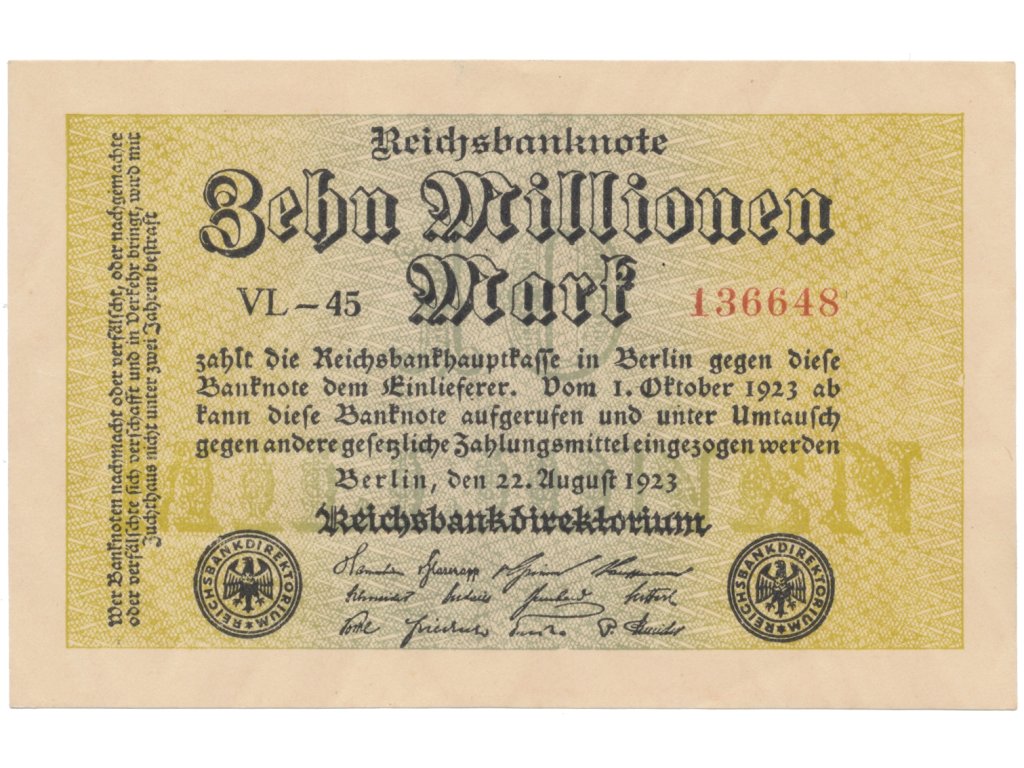 Reichsbanknote
Zehn Millionen
Mark
VL – 45
136648
zahlt die Reichsbankhauptkasse in Berlin gegen diese
Banknote dem Einlieferer. Vom 1. Oktober 1923 ab
kann diese Banknote aufgerufen und unter Umtausch
gegen andere gesetzliche Zahlungsmittel eingezogen werden
Berlin, den 22. August 1923
Reichsbankdirektorium
REICHSBANKDIREKTORIUM
REICHSBANKDIREKTORIUM
Wer Banknoten nachmacht oder verfälscht, oder nachgemachte
oder verfälschte sich verschafft und in Verkehr bringt, wird mit
Zuchthaus nicht unter zwei Jahren bestraft